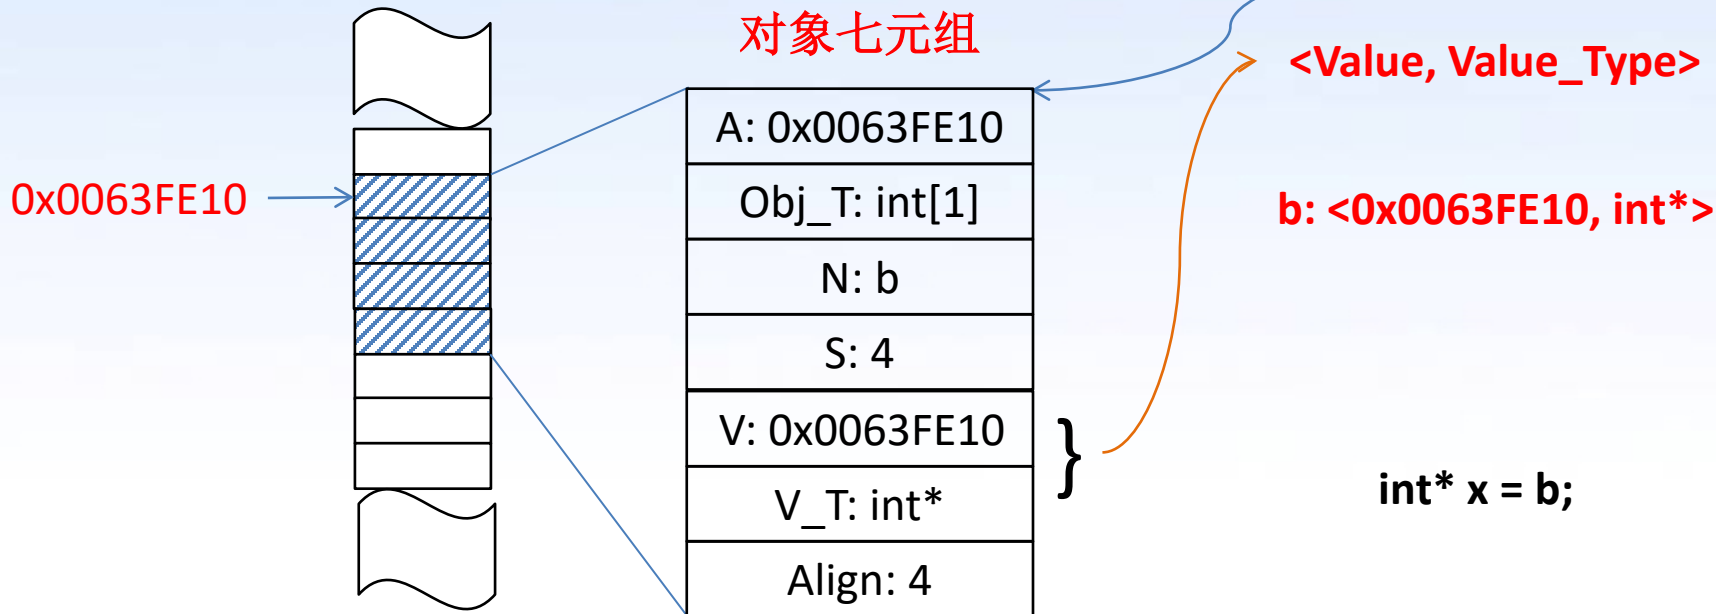 对象七元组
<Value, Value_Type>
0x0063FE10
A: 0x0063FE10
Obj_T: int[1]
N: b
S: 4
V: 0x0063FE10
V_T: int*
Align: 4
}
b: <0x0063FE10, int*>
int* x = b;